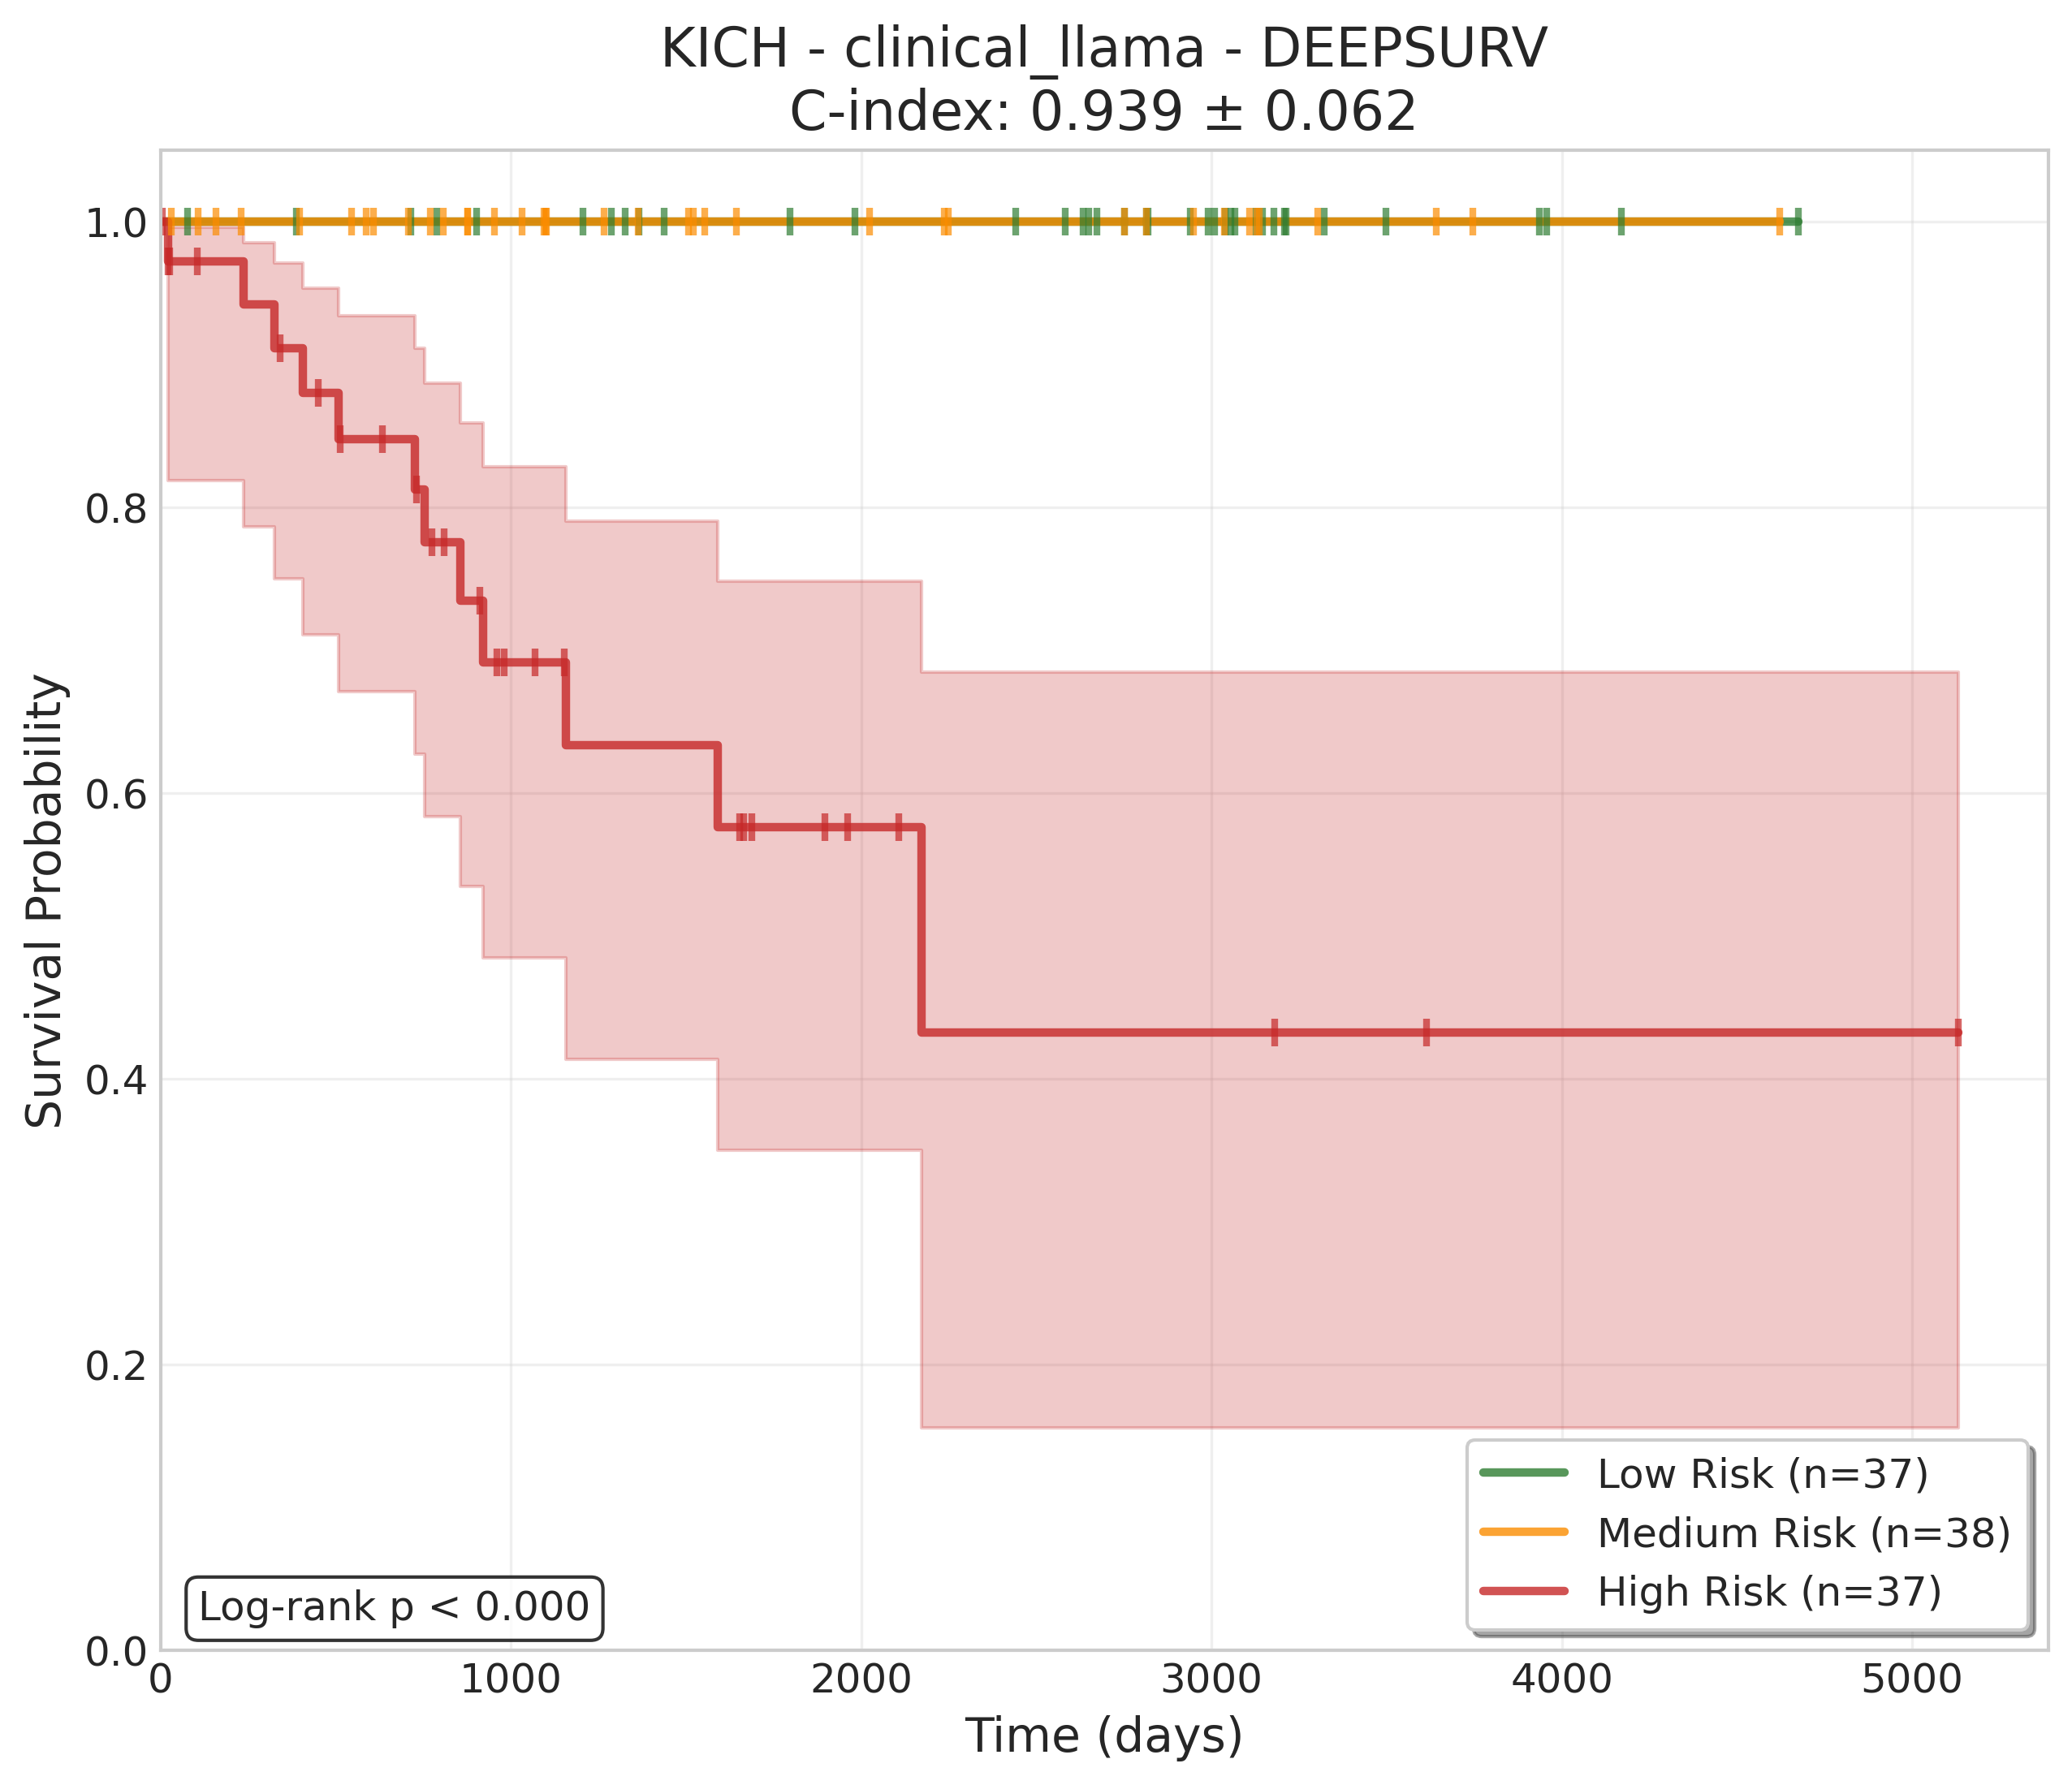 KICH - clinical_llama - DEEPSURV
C-index: 0.939 ± 0.062
Survival Probability
1.0
0.8
0.6
0.4
0.2
0.0
0 1000 2000 3000 4000 5000
Time (days)
Log-rank p < 0.000
Low Risk (n=37)
Medium Risk (n=38)
High Risk (n=37)